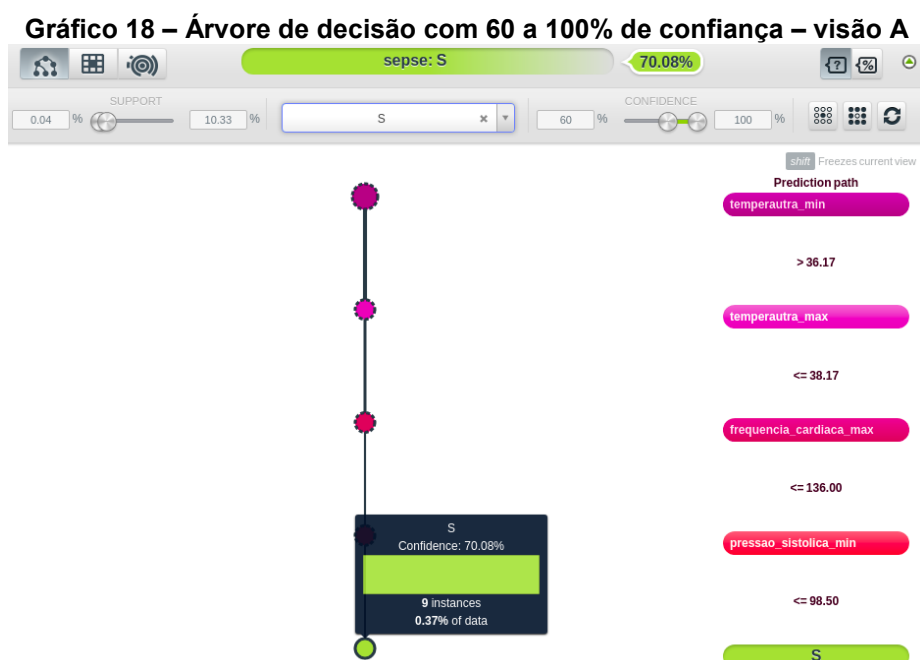 Gráfico 18 – Árvore de decisão com 60 a 100% de confiança – visão A
sepse: S
70.08%
{?
{%
SUPPORT
0.04 %
10.33 %
S
CONFIDENCE
60 %
100 %
shift Freezes current view
Prediction path
temperautra_min
> 36.17
temperautra_max
<= 38.17
frequencia_cardiaca_max
<= 136.00
pressao_sistolica_min
<= 98.50
S
S
Confidence: 70.08%
9 instances
0.37% of data